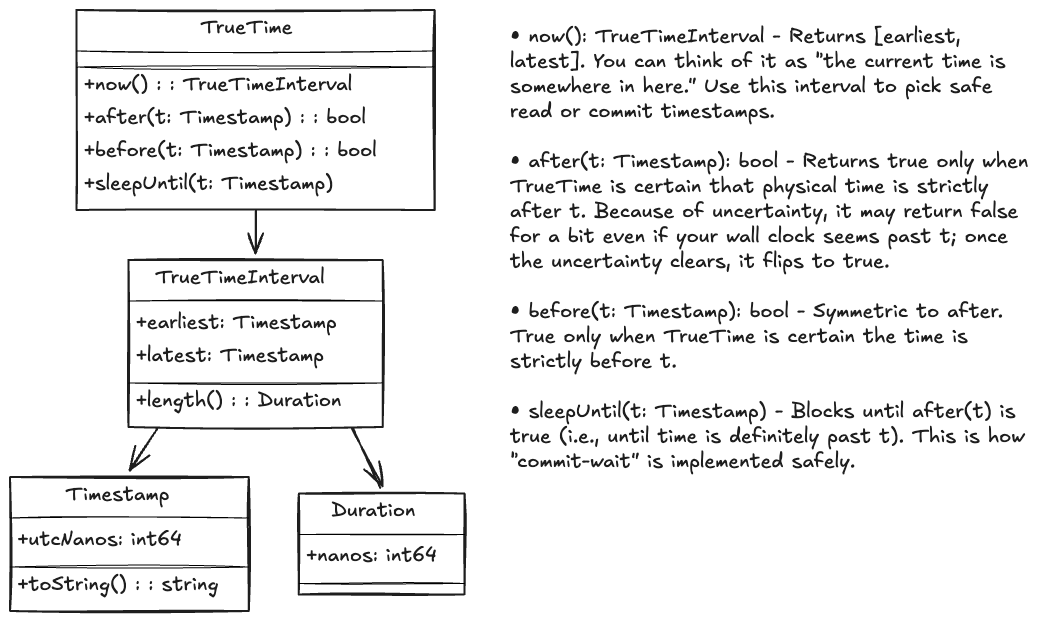 TrueTime
+now() : : TrueTimeInterval
+after(t: Timestamp) : : bool
+before(t: Timestamp) : : bool
+sleepUntil(t: Timestamp)
TrueTimeInterval
+earliest: Timestamp
+latest: Timestamp
+length() : : Duration
Timestamp
+utcNanos: int64
+toString() : : string
Duration
+nanos: int64
• now(): TrueTimeInterval - Returns [earliest,
latest]. You can think of it as "the current time is
somewhere in here." Use this interval to pick safe
read or commit timestamps.
• after(t: Timestamp): bool - Returns true only when
TrueTime is certain that physical time is strictly
after t. Because of uncertainty, it may return false
for a bit even if your wall clock seems past t; once
the uncertainty clears, it flips to true.
• before(t: Timestamp): bool - Symmetric to after.
True only when TrueTime is certain the time is
strictly before t.
• sleepUntil(t: Timestamp) - Blocks until after(t) is
true (i.e., until time is definitely past t). This is how
"commit-wait" is implemented safely.